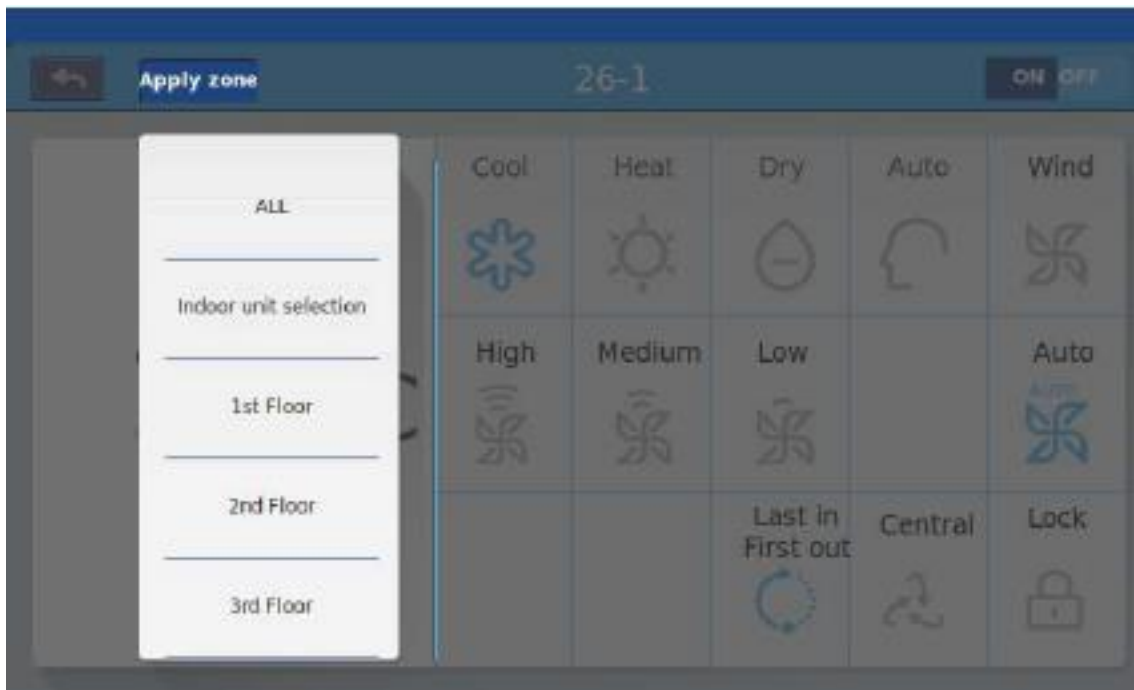 Apply zone
26-1
ON OFF
ALL
Indoor unit selection
1st Floor
2nd Floor
3rd Floor
C
Cool
Heat
Dry
Auto
Wind
High
Medium
Low
Auto
AUTO
Last in
First out
Central
Lock